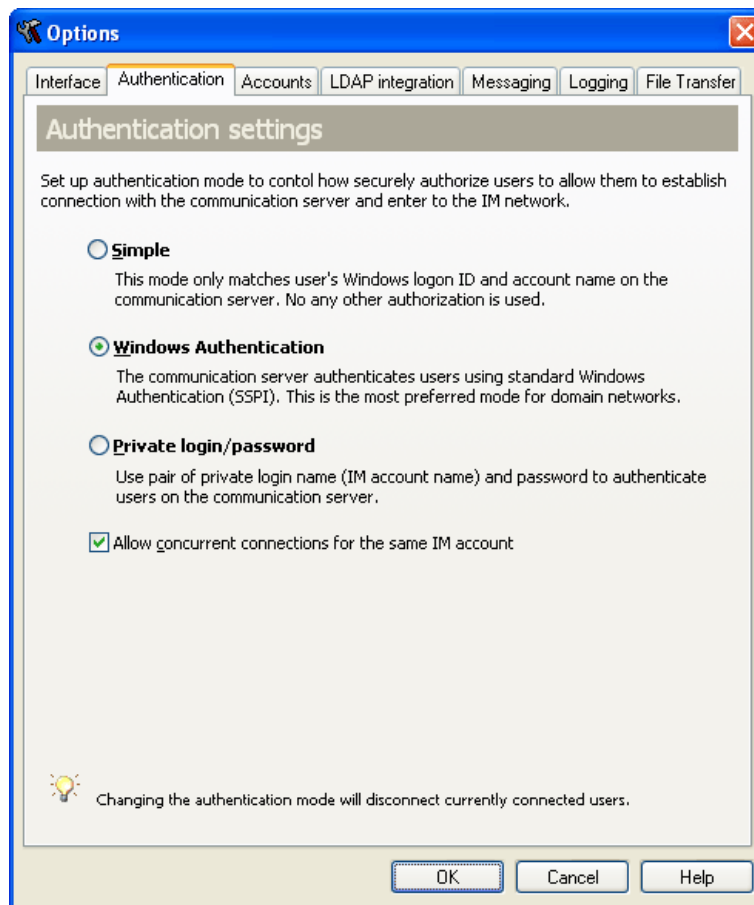 Options
Interface Authentication Accounts LDAP integration Messaging Logging File Transfer
Authentication settings
Set up authentication mode to contol how securely authorize users to allow them to establish
connection with the communication server and enter to the IM network.
Simple
This mode only matches user's Windows logon ID and account name on the
communication server. No any other authorization is used.
Windows Authentication
The communication server authenticates users using standard Windows
Authentication (SSPI). This is the most preferred mode for domain networks.
Private login/password
Use pair of private login name (IM account name) and password to authenticate
users on the communication server.
Allow concurrent connections for the same IM account
Changing the authentication mode will disconnect currently connected users.
OK Cancel Help